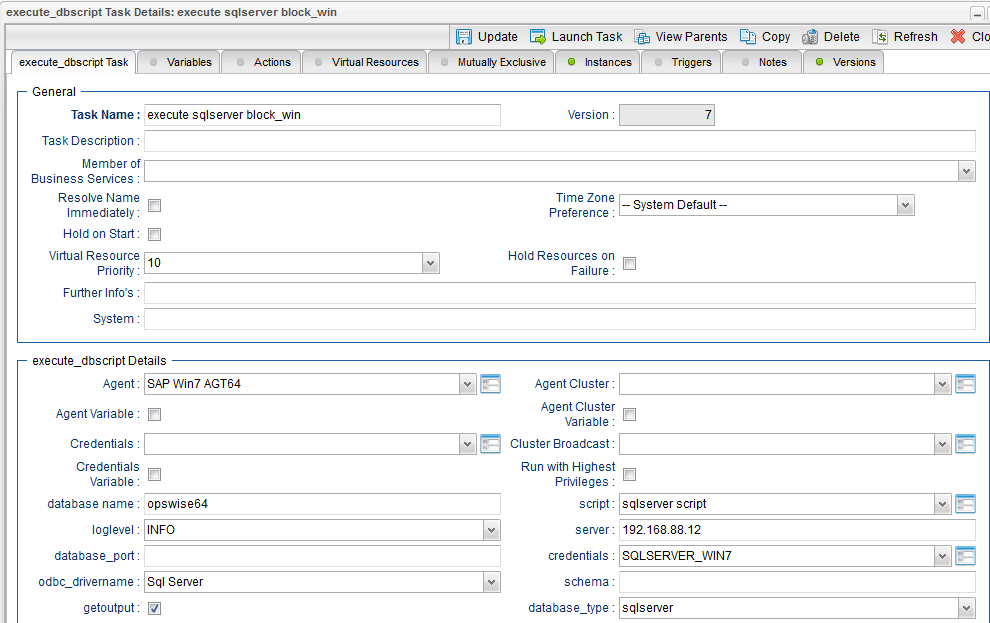 execute_dbscript Task Details: execute sqlserver block_win
Update Launch Task View Parents Copy Delete Refresh Clo
execute_dbscript Task Variables Actions Virtual Resources Mutually Exclusive Instances Triggers Notes Versions
General
Task Name : execute sqlserver block_win Version : 7
Task Description :
Member of
Business Services :
Resolve Name
Immediately :
Time Zone
Preference : -- System Default --
Hold on Start :
Virtual Resource
Priority : 10
Hold Resources on
Failure :
Further Info's :
System :
execute_dbscript Details
Agent : SAP Win7 AGT64 Agent Cluster :
Agent Variable :
Agent Cluster
Variable :
Credentials : Cluster Broadcast :
Credentials
Variable :
Run with Highest
Privileges :
database name : opswise64 script : sqlserver script
loglevel : INFO server : 192.168.88.12
database_port : credentials : SQLSERVER_WIN7
odbc_drivername : Sql Server schema :
getoutput : database_type : sqlserver